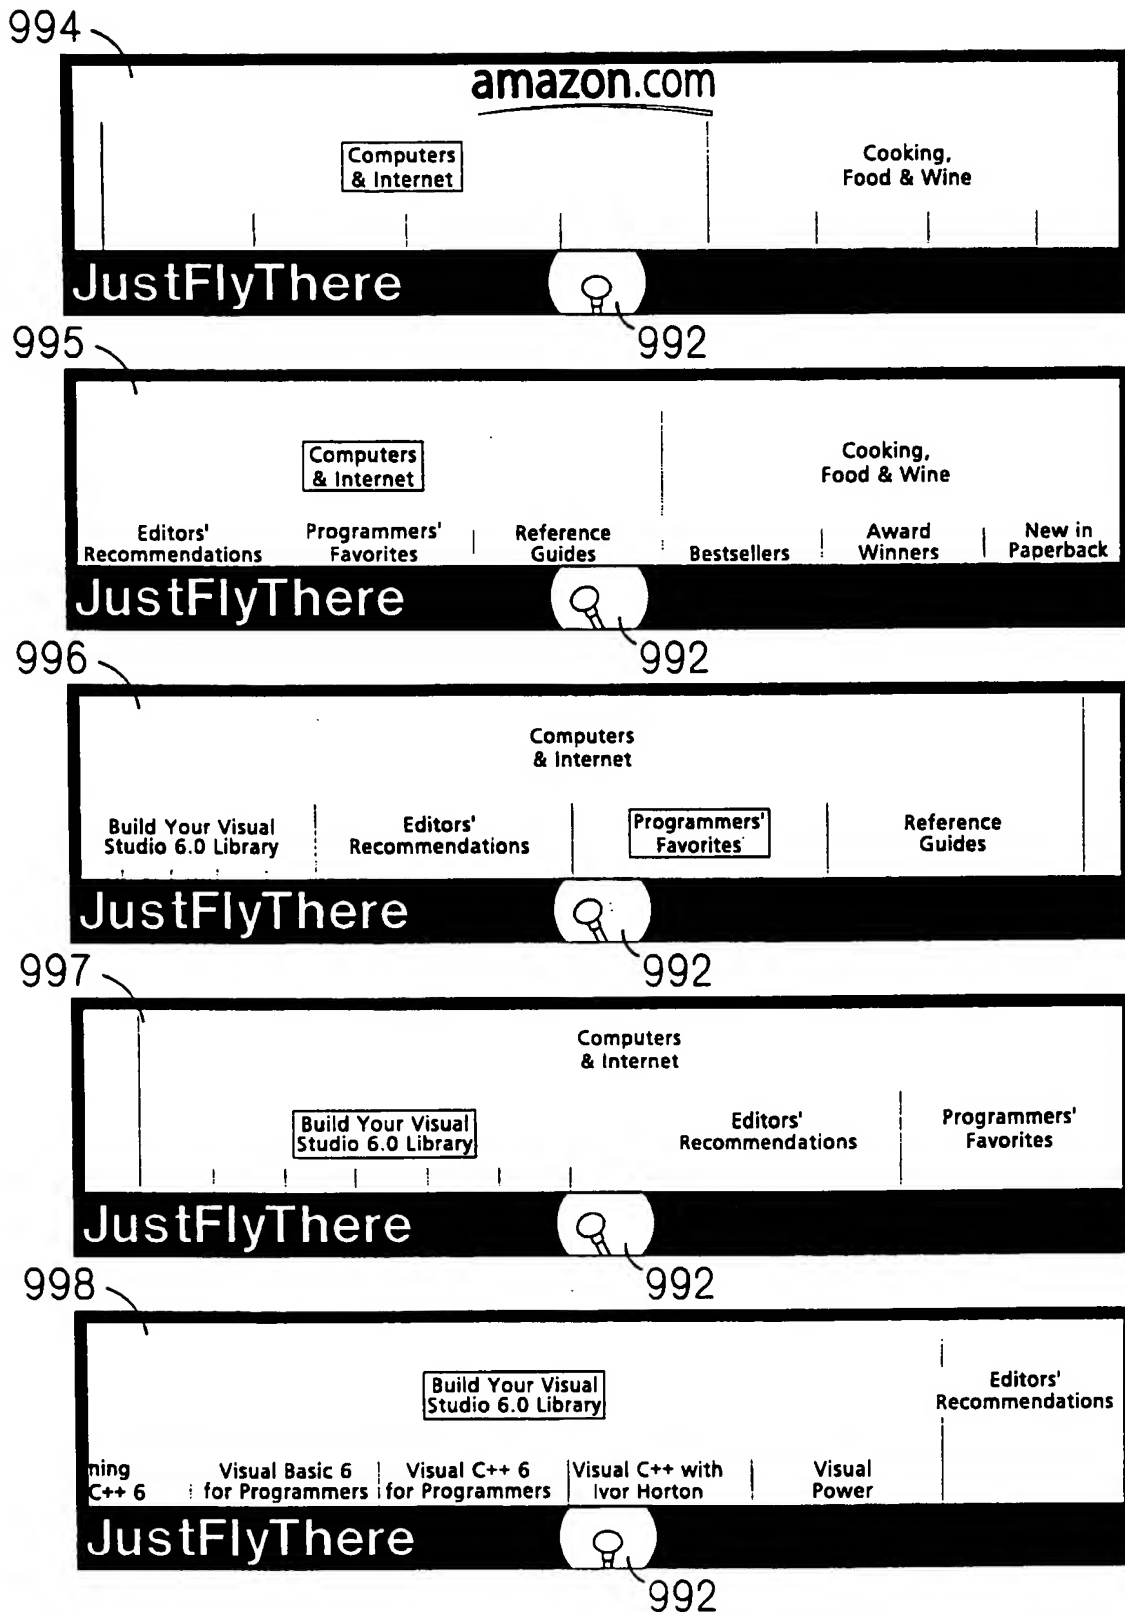 994
amazon.com
Computers
& Internet
Cooking,
Food & Wine
JustFlyThere
992
995
Computers
& Internet
Cooking,
Food & Wine
Editors'
Recommendations
Programmers'
Favorites
Reference
Guides
Bestsellers
Award
Winners
New in
Paperback
JustFlyThere
992
996
Computers
& Internet
Build Your Visual
Studio 6.0 Library
Editors'
Recommendations
Programmers'
Favorites
Reference
Guides
JustFlyThere
992
997
Computers
& Internet
Build Your Visual
Studio 6.0 Library
Editors'
Recommendations
Programmers'
Favorites
JustFlyThere
992
998
Build Your Visual
Studio 6.0 Library
Editors'
Recommendations
ning
C++ 6
Visual Basic 6
for Programmers
Visual C++ 6
for Programmers
Visual C++ with
Ivor Horton
Visual
Power
JustFlyThere
992